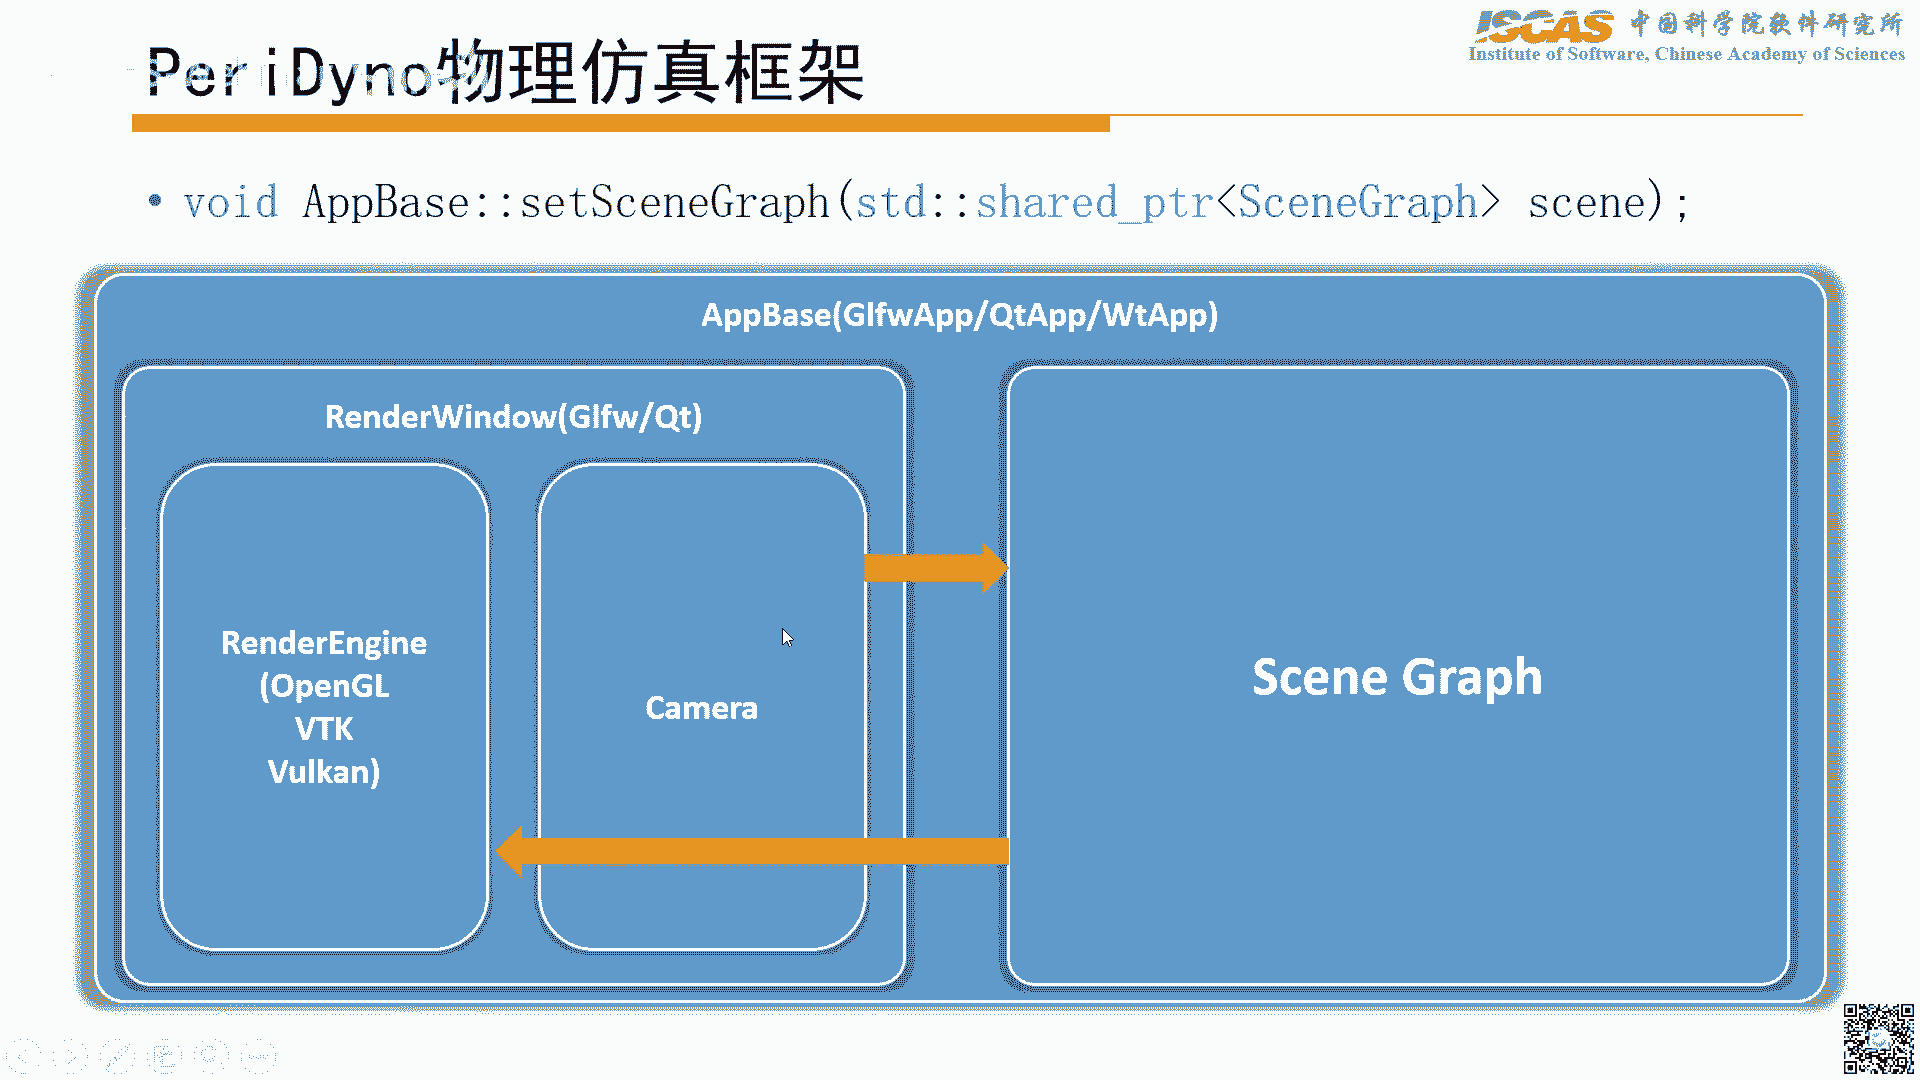 ISCAS 中国科学院软件研究所
Institute of Software, Chinese Academy of Sciences
PeriDyno物理仿真框架
• void AppBase::setSceneGraph(std::shared_ptr<SceneGraph> scene);
AppBase(GlfwApp/QtApp/WtApp)
RenderWindow(Glfw/Qt)
RenderEngine
(OpenGL
VTK
Vulkan)
Camera
Scene Graph